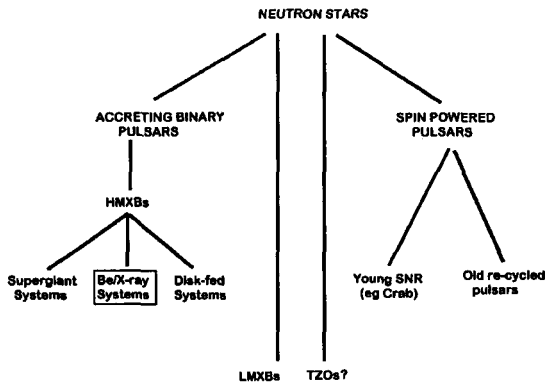 NEUTRON STARS
ACCRETING BINARY
PULSARS
SPIN POWERED
PULSARS
HMXBs
Supergiant
Systems
Be/X-ray
Systems
Disk-fed
Systems
Young SNR
(eg Crab)
Old re-cycled
pulsars
LMXBs
TZOs?